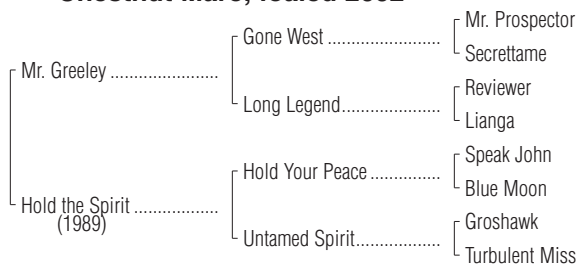 Chestnut Mare, foaled 2002
Mr. Prospector
Gone West ........................
Secrettame
Mr. Greeley .......................
Reviewer
Long Legend.....................
Lianga
Speak John
Hold Your Peace ...............
Blue Moon
Hold the Spirit ..................
(1989)
Groshawk
Untamed Spirit..................
Turbulent Miss